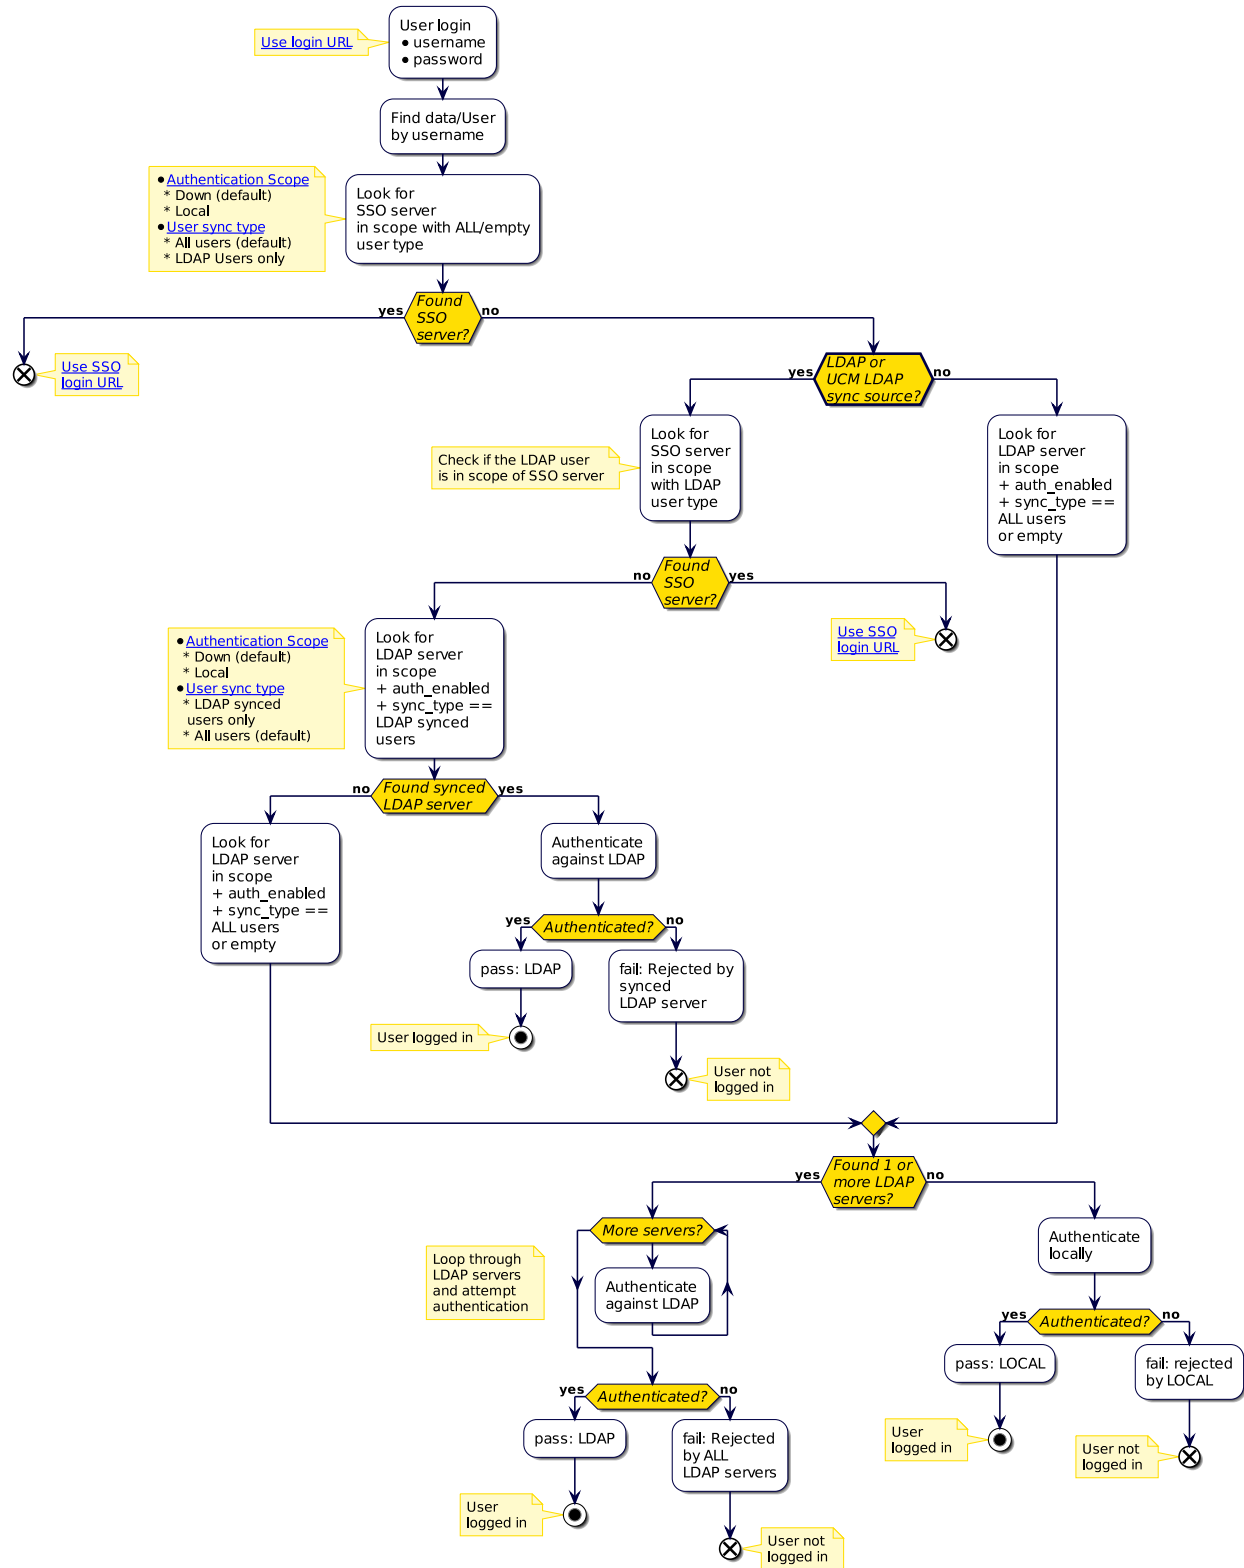 User login
• username
• password
Use login URL
Find data/User
by username
• Authentication Scope
* Down (default)
* Local
• User sync type
* All users (default)
* LDAP Users only
Look for
SSO server
in scope with ALL/empty
user type
yes
Found
SSO
server?
no
Use SSO
login URL
yes
LDAP or
UCM LDAP
sync source?
no
Check if the LDAP user
is in scope of SSO server
Look for
SSO server
in scope
with LDAP
user type
Look for
LDAP server
in scope
+ auth_enabled
+ sync_type ==
ALL users
or empty
no
Found
SSO
server?
yes
Use SSO
login URL
• Authentication Scope
* Down (default)
* Local
• User sync type
* LDAP synced
users only
* All users (default)
Look for
LDAP server
in scope
+ auth_enabled
+ sync_type ==
LDAP synced
users
no
Found synced
LDAP server
yes
Look for
LDAP server
in scope
+ auth_enabled
+ sync_type ==
ALL users
or empty
Authenticate
against LDAP
yes
Authenticated?
no
pass: LDAP
fail: Rejected by
synced
LDAP server
User logged in
User not
logged in
yes
Found 1 or
more LDAP
servers?
no
More servers?
Loop through
LDAP servers
and attempt
authentication
Authenticate
against LDAP
Authenticate
locally
yes
Authenticated?
no
pass: LOCAL
fail: rejected
by LOCAL
User
logged in
User not
logged in
yes
Authenticated?
no
pass: LDAP
fail: Rejected
by ALL
LDAP servers
User
logged in
User not
logged in